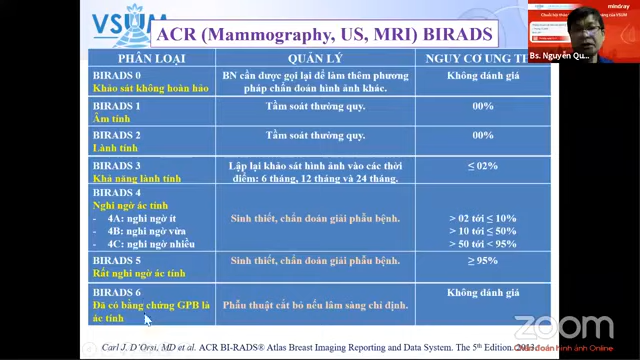 VSUM
ACR (Mammography, US, MRI) BIRADS
mindray
Bs. Nguyễn Qu...
PHÂN LOẠI QUẢN LÝ NGUY CƠ UNG T
BIRADS 0 BN cần được gọi lại để làm thêm phương Không đánh giá
Khảo sát không hoàn hảo pháp chẩn đoán hình ảnh khác.
BIRADS 1 Tầm soát thường quy. 00%
Âm tính
BIRADS 2 Tầm soát thường quy. 00%
Lành tính
BIRADS 3 Lập lại khảo sát hình ảnh vào các thời ≤ 02%
Khả năng lành tính điểm: 6 tháng, 12 tháng và 24 tháng.
BIRADS 4
Nghi ngờ ác tính
- 4A: nghi ngờ ít Sinh thiết, chẩn đoán giải phẫu bệnh. > 02 tới ≤ 10%
- 4B: nghi ngờ vừa > 10 tới ≤ 50%
- 4C: nghi ngờ nhiều > 50 tới < 95%
BIRADS 5 Sinh thiết, chẩn đoán giải phẫu bệnh. ≥ 95%
Rất nghi ngờ ác tính
BIRADS 6 Không đánh giá
Đã có bằng chứng GPB là Phẫu thuật cắt bỏ nếu lâm sàng chỉ định.
ác tính
zoom
Carl J. D'Orsi, MD et al. ACR BI-RADS® Atlas Breast Imaging Reporting and Data System. The 5th Edition. 2013.
Chẩn đoán hình ảnh Online